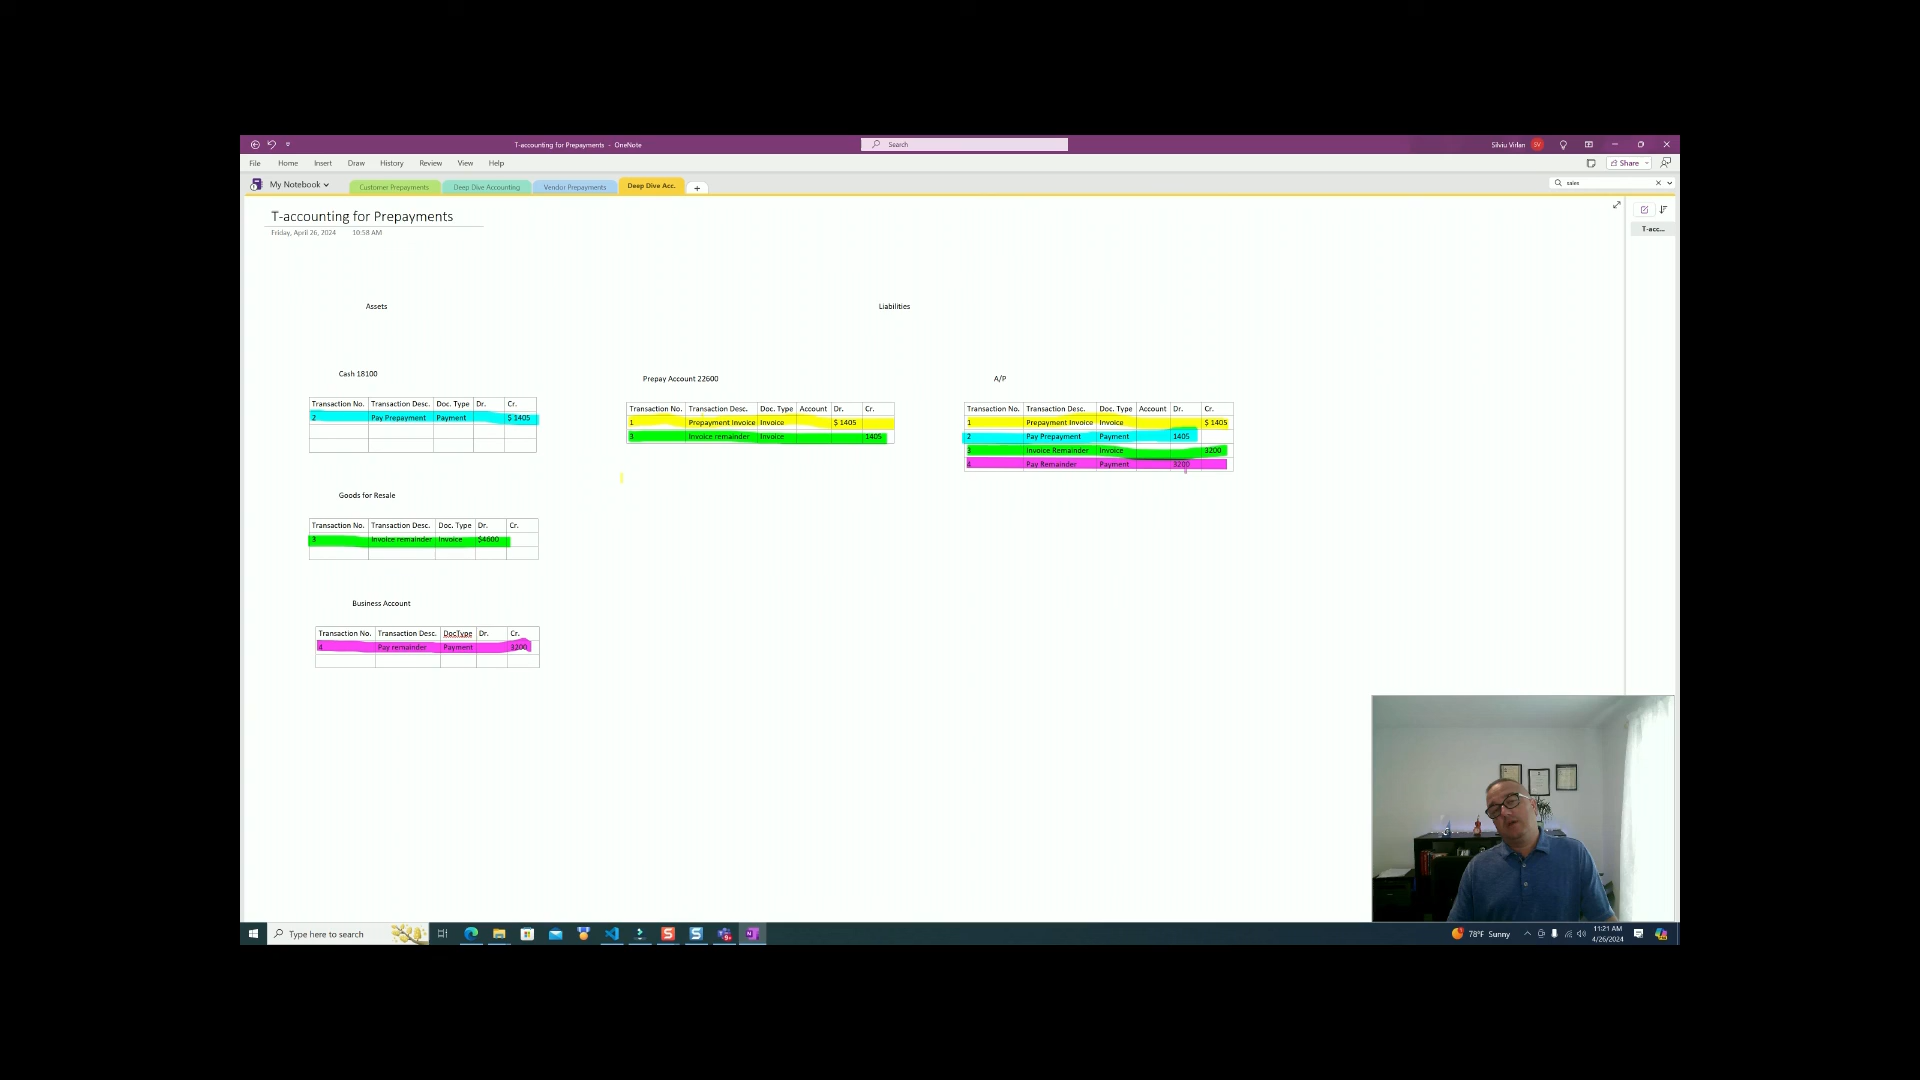 T-accounting for Prepayments - OneNote
Search
Silviu Virlan
SV
File Home Insert Draw History Review View Help
Share
My Notebook
Customer Prepayments
Deep Dive Accounting
Vendor Prepayments
Deep Dive Acc.
sales
T-accounting for Prepayments
Friday, April 26, 2024 10:58 AM
T-acc...
Assets
Liabilities
Cash 18100
Transaction No. Transaction Desc. Doc. Type Dr. Cr.
2 Pay Prepayment Payment $ 1405
Prepay Account 22600
Transaction No. Transaction Desc. Doc. Type Account Dr. Cr.
1 Prepayment Invoice Invoice $ 1405
3 Invoice remainder Invoice 1405
A/P
Transaction No. Transaction Desc. Doc. Type Account Dr. Cr.
1 Prepayment Invoice Invoice $ 1405
2 Pay Prepayment Payment 1405
3 Invoice Remainder Invoice 3200
4 Pay Remainder Payment 3200
Goods for Resale
Transaction No. Transaction Desc. Doc. Type Dr. Cr.
3 Invoice remainder Invoice $4600
Business Account
Transaction No. Transaction Desc. DocType Dr. Cr.
4 Pay remainder Payment 3200
Type here to search
78°F Sunny
11:21 AM
4/26/2024